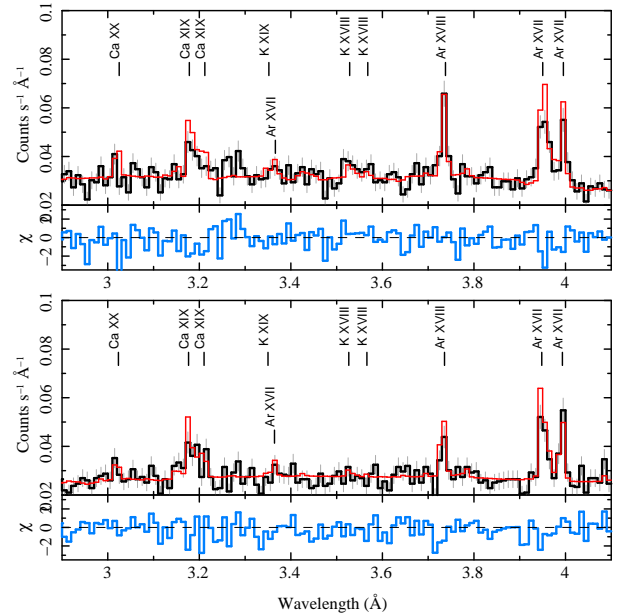 Ca XX
Ca XIX
Ca XIX
K XIX
Ar XVII
K XVIII
K XVIII
Ar XVIII
Ar XVII
Ar XVII
Counts s⁻¹ Å⁻¹
0.1
0.08
0.06
0.04
0.02
χ
2
0
−2
3
3.2
3.4
3.6
3.8
4
Ca XX
Ca XIX
Ca XIX
K XIX
Ar XVII
K XVIII
K XVIII
Ar XVIII
Ar XVII
Ar XVII
Counts s⁻¹ Å⁻¹
0.1
0.08
0.06
0.04
0.02
χ
2
0
−2
3
3.2
3.4
3.6
3.8
4
Wavelength (Å)